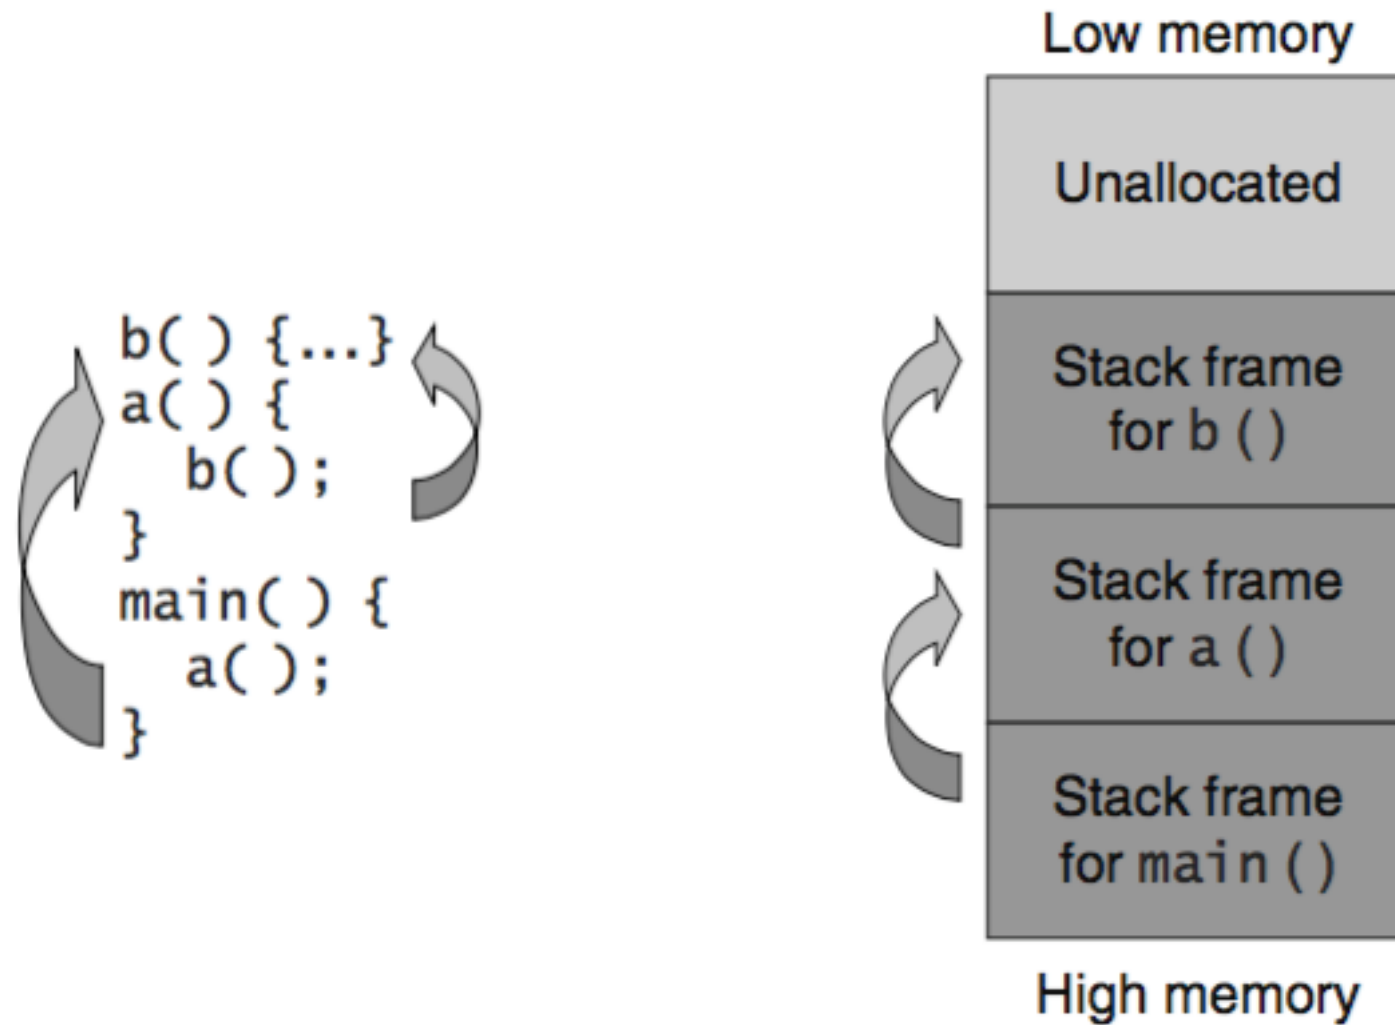 b( ) {...}
a( ) {
  b( );
}
main( ) {
  a( );
}
Low memory
Unallocated
Stack frame
for b ( )
Stack frame
for a ( )
Stack frame
for main ( )
High memory